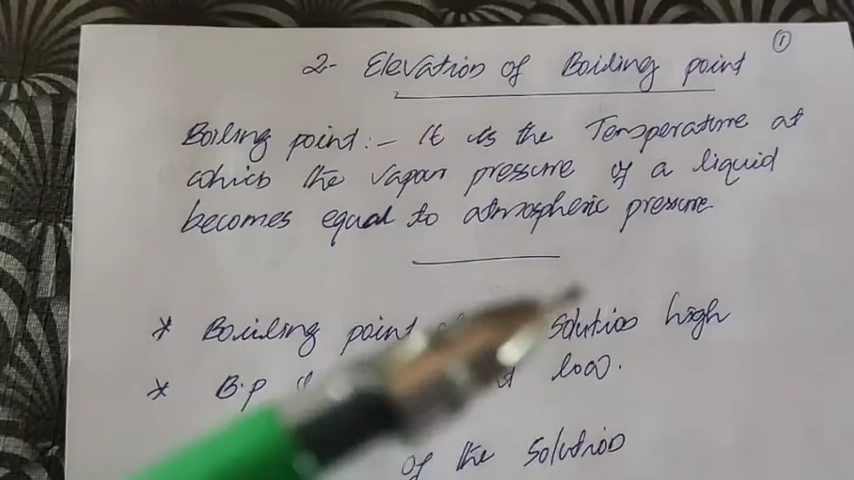 ①
2- Elevation of Boiling point
Boiling point:- It is the Temperature at
which the vapour pressure of a liquid
becomes equal to atmospheric pressure.
* Boiling point solution high
* B.p low.
of the solution